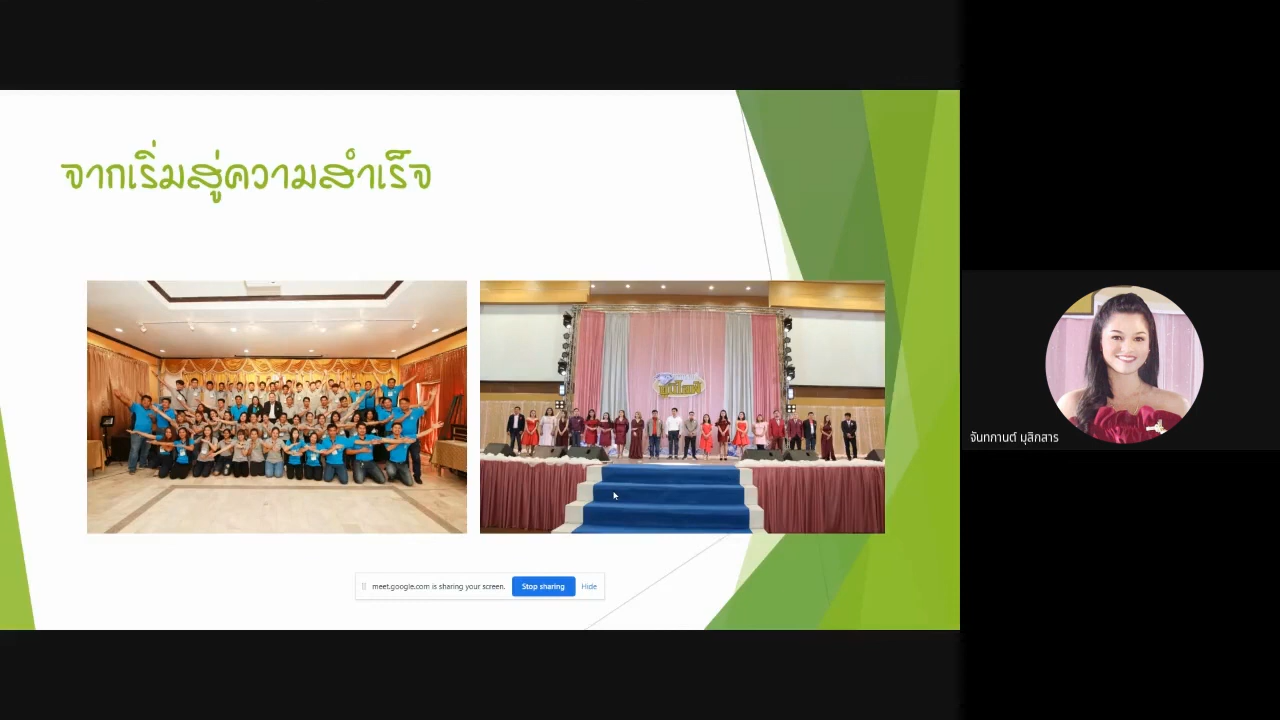 จากเริ่มสู่ความสำเร็จ
meet.google.com is sharing your screen. Stop sharing Hide
จันทกานต์ มุสิกสาร